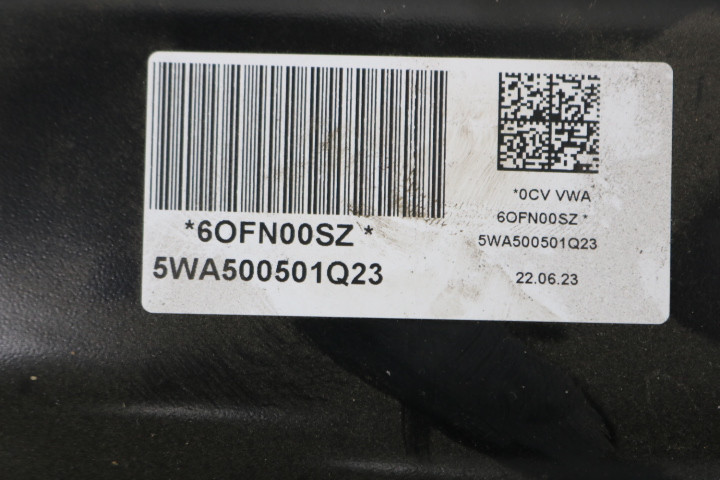 *6OFN00SZ *
5WA500501Q23
*0CV VWA
6OFN00SZ *
5WA500501Q23
22.06.23